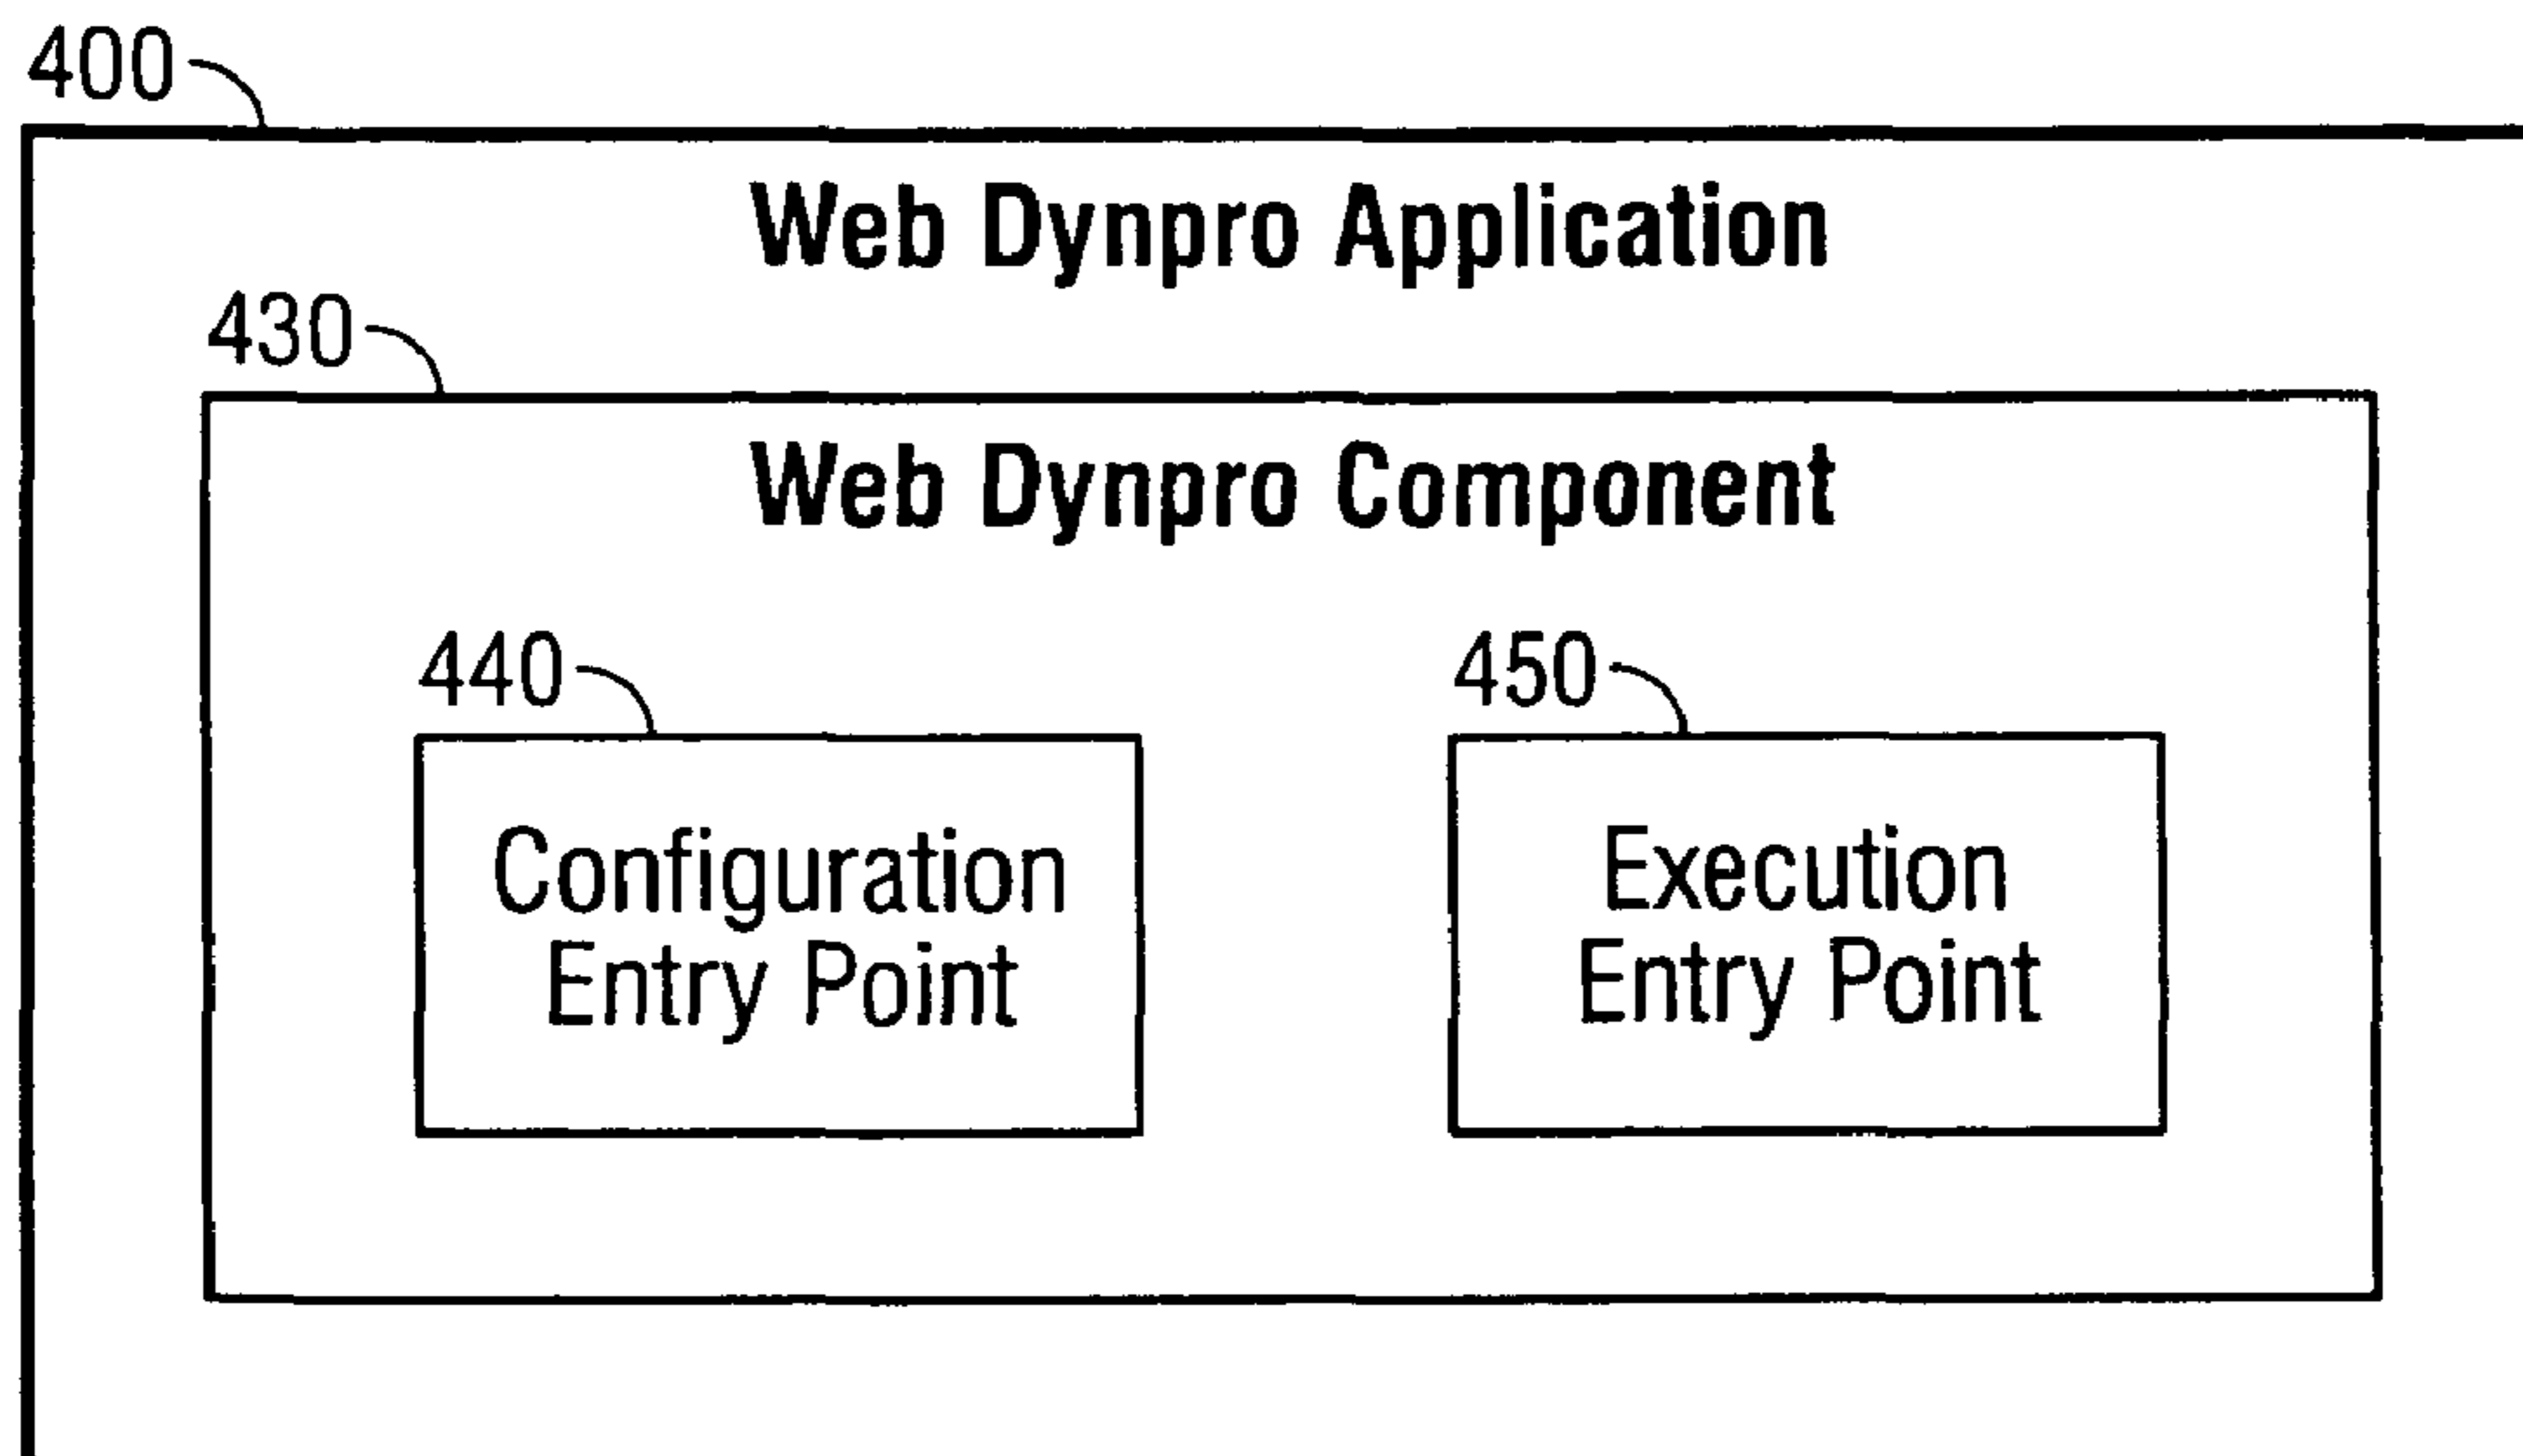 400
Web Dynpro Application
430
Web Dynpro Component
440
450
Configuration
Entry Point
Execution
Entry Point